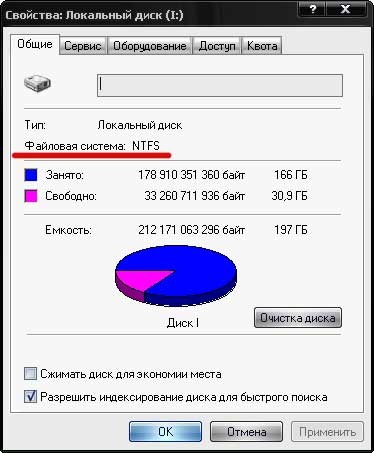 Свойства: Локальный диск (I:)
Общие Сервис Оборудование Доступ Квота
Тип: Локальный диск
Файловая система: NTFS
Занято: 178 910 351 360 байт 166 ГБ
Свободно: 33 260 711 936 байт 30,9 ГБ
Емкость: 212 171 063 296 байт 197 ГБ
Диск I
Очистка диска
Сжимать диск для экономии места
Разрешить индексирование диска для быстрого поиска
OK Отмена Применить